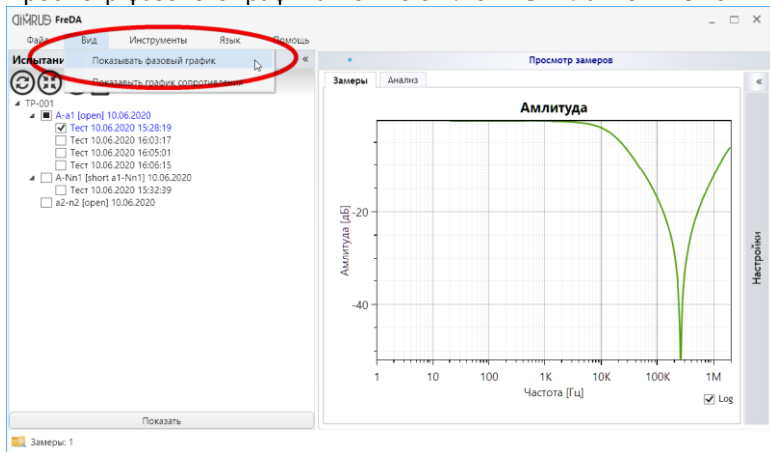 DiMRUS FreDA
Файл Вид Инструменты Язык Помощь
Показывать фазовый график
Показывать график сопротивления
TP-001
A-a1 [open] 10.06.2020
Тест 10.06.2020 15:28:19
Тест 10.06.2020 16:03:17
Тест 10.06.2020 16:05:01
Тест 10.06.2020 16:06:15
A-Nn1 [short a1-Nn1] 10.06.2020
Тест 10.06.2020 15:32:39
a2-n2 [open] 10.06.2020
Показать
Замеры: 1
Просмотр замеров
Замеры Анализ
Амлитуда
Амлитуда [дБ]
-20
-40
1 10 100 1K 10K 100K 1M
Частота [Гц]
Log
Настройки